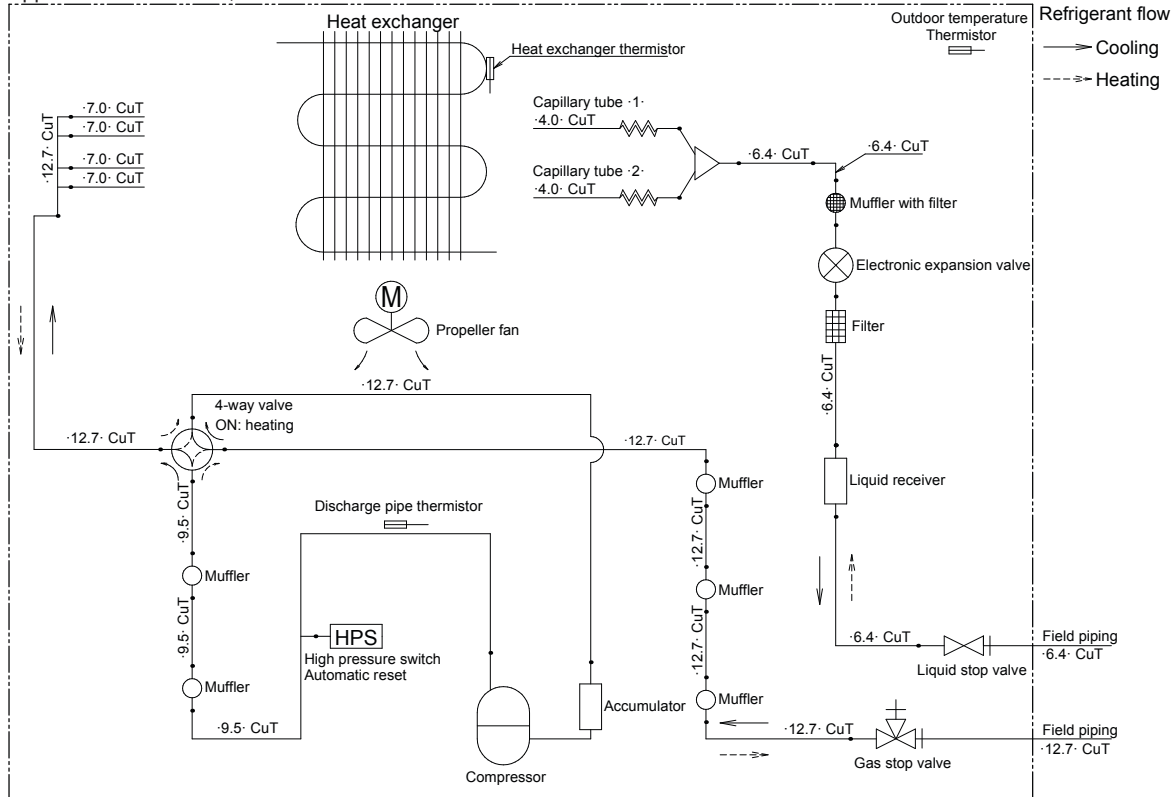 Heat exchanger
Heat exchanger thermistor
Outdoor temperature
Thermistor
Refrigerant flow
Cooling
Heating
·7.0· CuT
·7.0· CuT
·7.0· CuT
·7.0· CuT
·12.7· CuT
Capillary tube ·1·
·4.0· CuT
Capillary tube ·2·
·4.0· CuT
·6.4· CuT
·6.4· CuT
Muffler with filter
Electronic expansion valve
Filter
·6.4· CuT
Liquid receiver
M
Propeller fan
·12.7· CuT
4-way valve
ON: heating
·12.7· CuT
·12.7· CuT
·9.5· CuT
Muffler
·9.5· CuT
Muffler
·9.5· CuT
Discharge pipe thermistor
HPS
High pressure switch
Automatic reset
Compressor
Accumulator
Muffler
·12.7· CuT
Muffler
·12.7· CuT
Muffler
·6.4· CuT
Liquid stop valve
Field piping
·6.4· CuT
·12.7· CuT
Gas stop valve
Field piping
·12.7· CuT